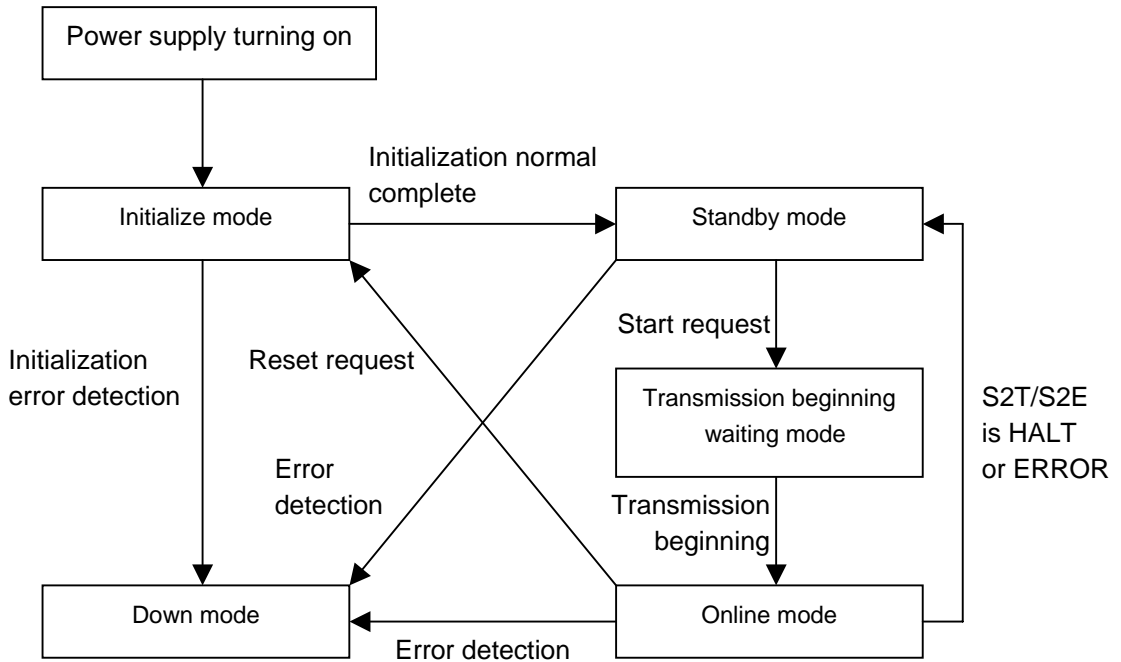 Power supply turning on
Initialization normal
complete
Initialize mode
Standby mode
Start request
Initialization
error detection
Reset request
Transmission beginning
waiting mode
S2T/S2E
is HALT
or ERROR
Error
detection
Transmission
beginning
Down mode
Online mode
Error detection